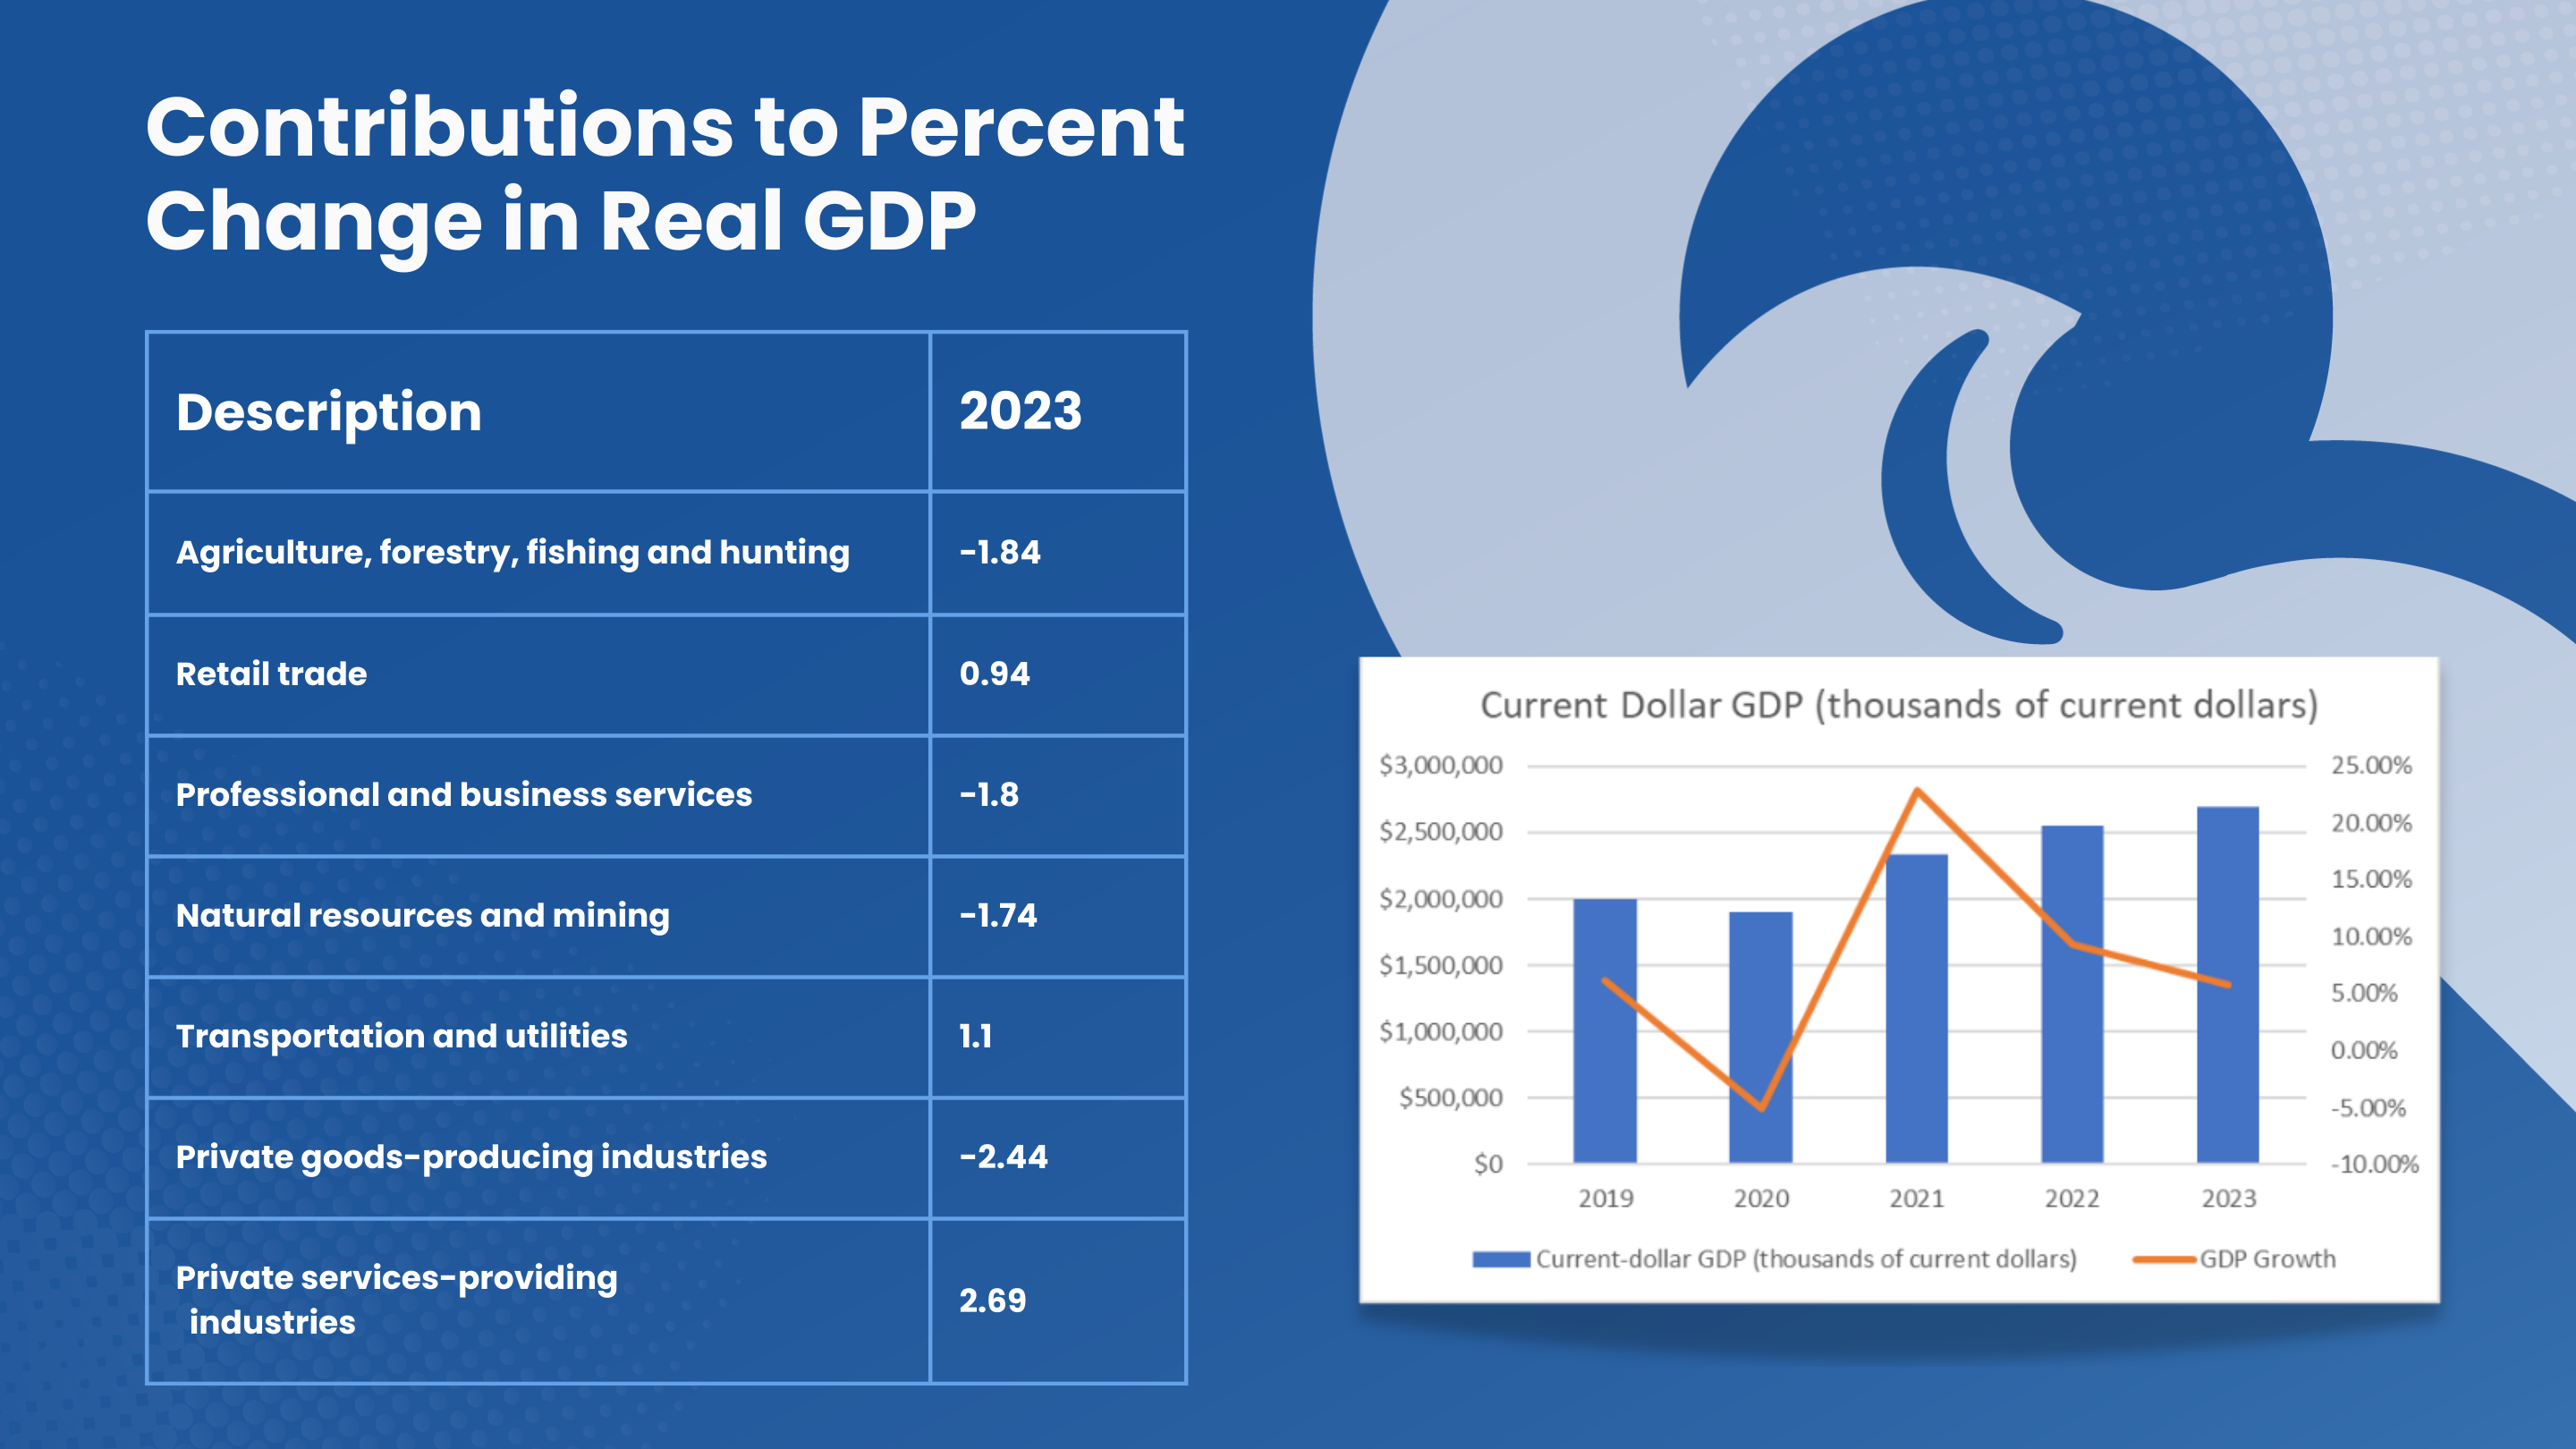 Contributions to Percent
Change in Real GDP
Description 2023
Agriculture, forestry, fishing and hunting -1.84
Retail trade 0.94
Professional and business services -1.8
Natural resources and mining -1.74
Transportation and utilities 1.1
Private goods-producing industries -2.44
Private services-providing
industries 2.69
Current Dollar GDP (thousands of current dollars)
$3,000,000 25.00%
$2,500,000 20.00%
$2,000,000 15.00%
$1,500,000 10.00%
$1,000,000 5.00%
$500,000 0.00%
$0 -5.00%
-10.00%
2019 2020 2021 2022 2023
Current-dollar GDP (thousands of current dollars) GDP Growth